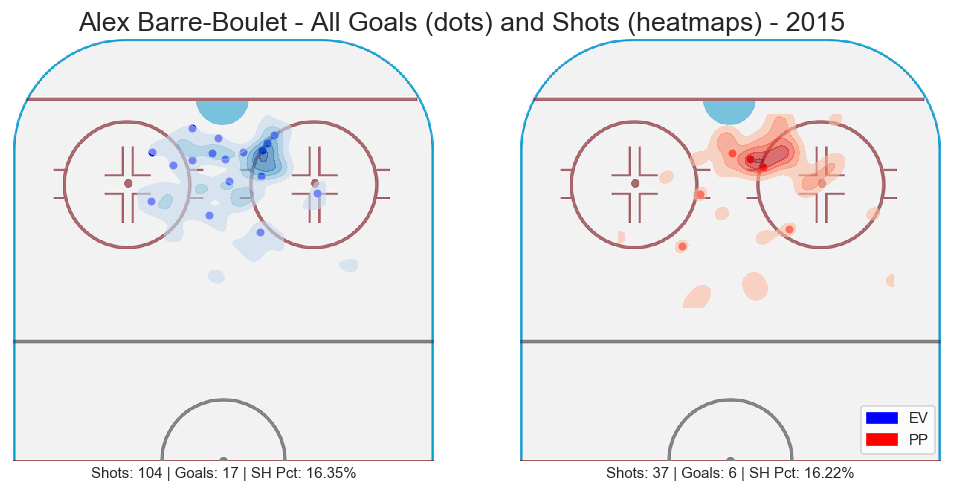 Alex Barre-Boulet - All Goals (dots) and Shots (heatmaps) - 2015
EV
PP
Shots: 104 | Goals: 17 | SH Pct: 16.35%
Shots: 37 | Goals: 6 | SH Pct: 16.22%